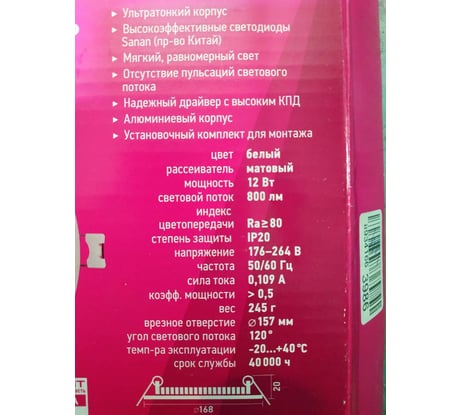 Ультратонкий корпус
Высокоэффективные светодиоды
Sanan (пр-во Китай)
Мягкий, равномерный свет
Отсутствие пульсаций светового
потока
Надежный драйвер с высоким КПД
Алюминиевый корпус
Установочный комплект для монтажа
цвет белый
рассеиватель матовый
мощность 12 Вт
световой поток 800 лм
индекс
цветопередачи Ra≥80
степень защиты IP20
напряжение 176–264 В
частота 50/60 Гц
сила тока 0,109 А
коэфф. мощности > 0,5
вес 245 г
врезное отверстие ⌀157 мм
угол светового потока 120°
темп-ра эксплуатации -20...+40°С
срок службы 40 000 ч
20
□168
3986